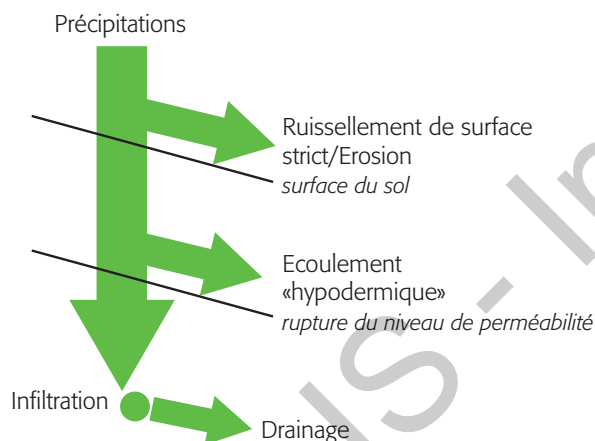 Précipitations
Ruissellement de surface
strict/Erosion
surface du sol
Ecoulement
«hypodermique»
rupture du niveau de perméabilité
Infiltration
Drainage